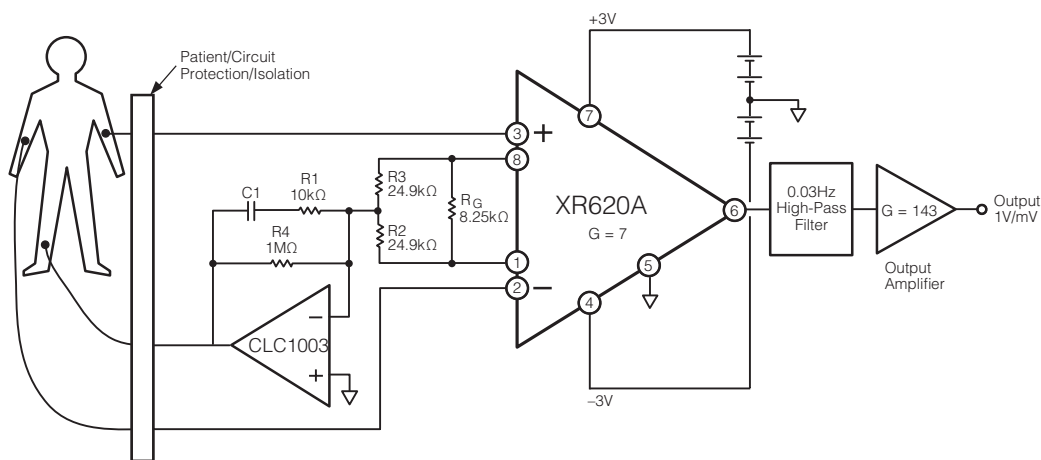 +3V
Patient/Circuit
Protection/Isolation
7
3
+
8
R1
10kΩ
C1
R3
24.9kΩ
RG
8.25kΩ
XR620A
G = 7
6
0.03Hz
High-Pass
Filter
G = 143
Output
1V/mV
R4
1MΩ
R2
24.9kΩ
1
2
–
5
4
Output
Amplifier
–
CLC1003
+
–3V